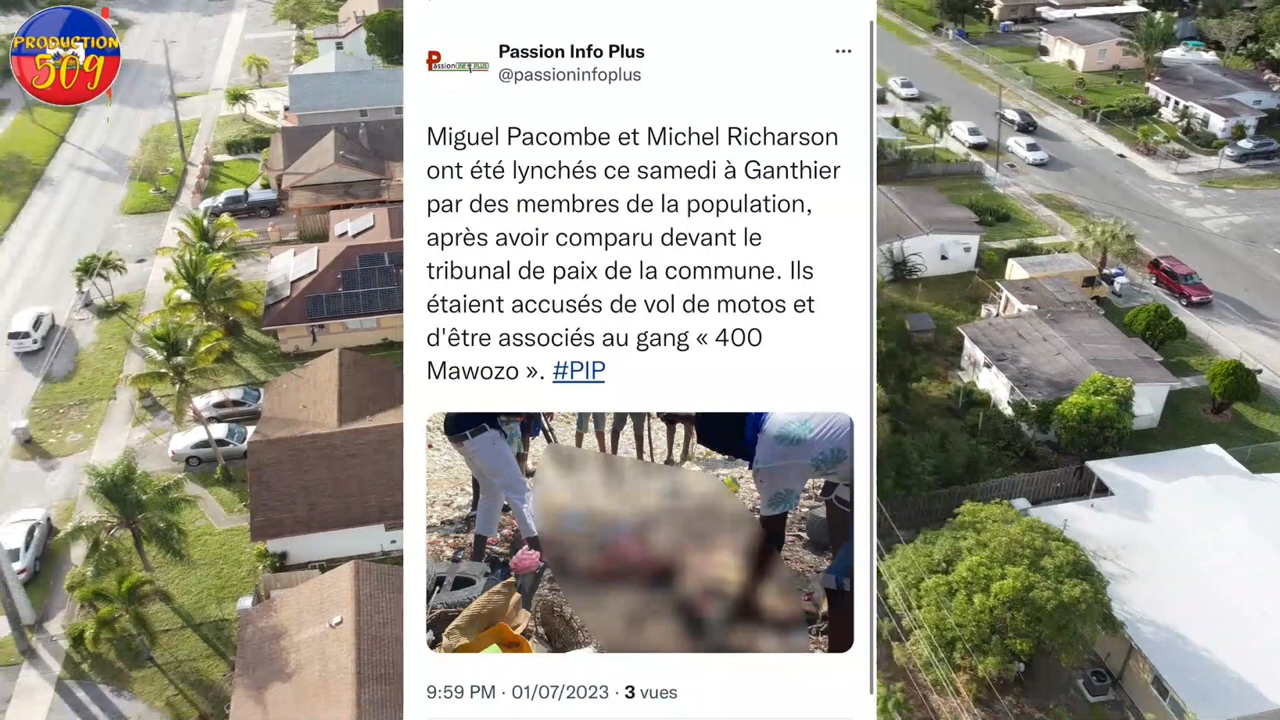 PRODUCTION
509
Passion Info Plus
@passioninfoplus
Passion INFO PLUS
Miguel Pacombe et Michel Richarson
ont été lynchés ce samedi à Ganthier
par des membres de la population,
après avoir comparu devant le
tribunal de paix de la commune. Ils
étaient accusés de vol de motos et
d'être associés au gang « 400
Mawozo ». #PIP
9:59 PM · 01/07/2023 · 3 vues